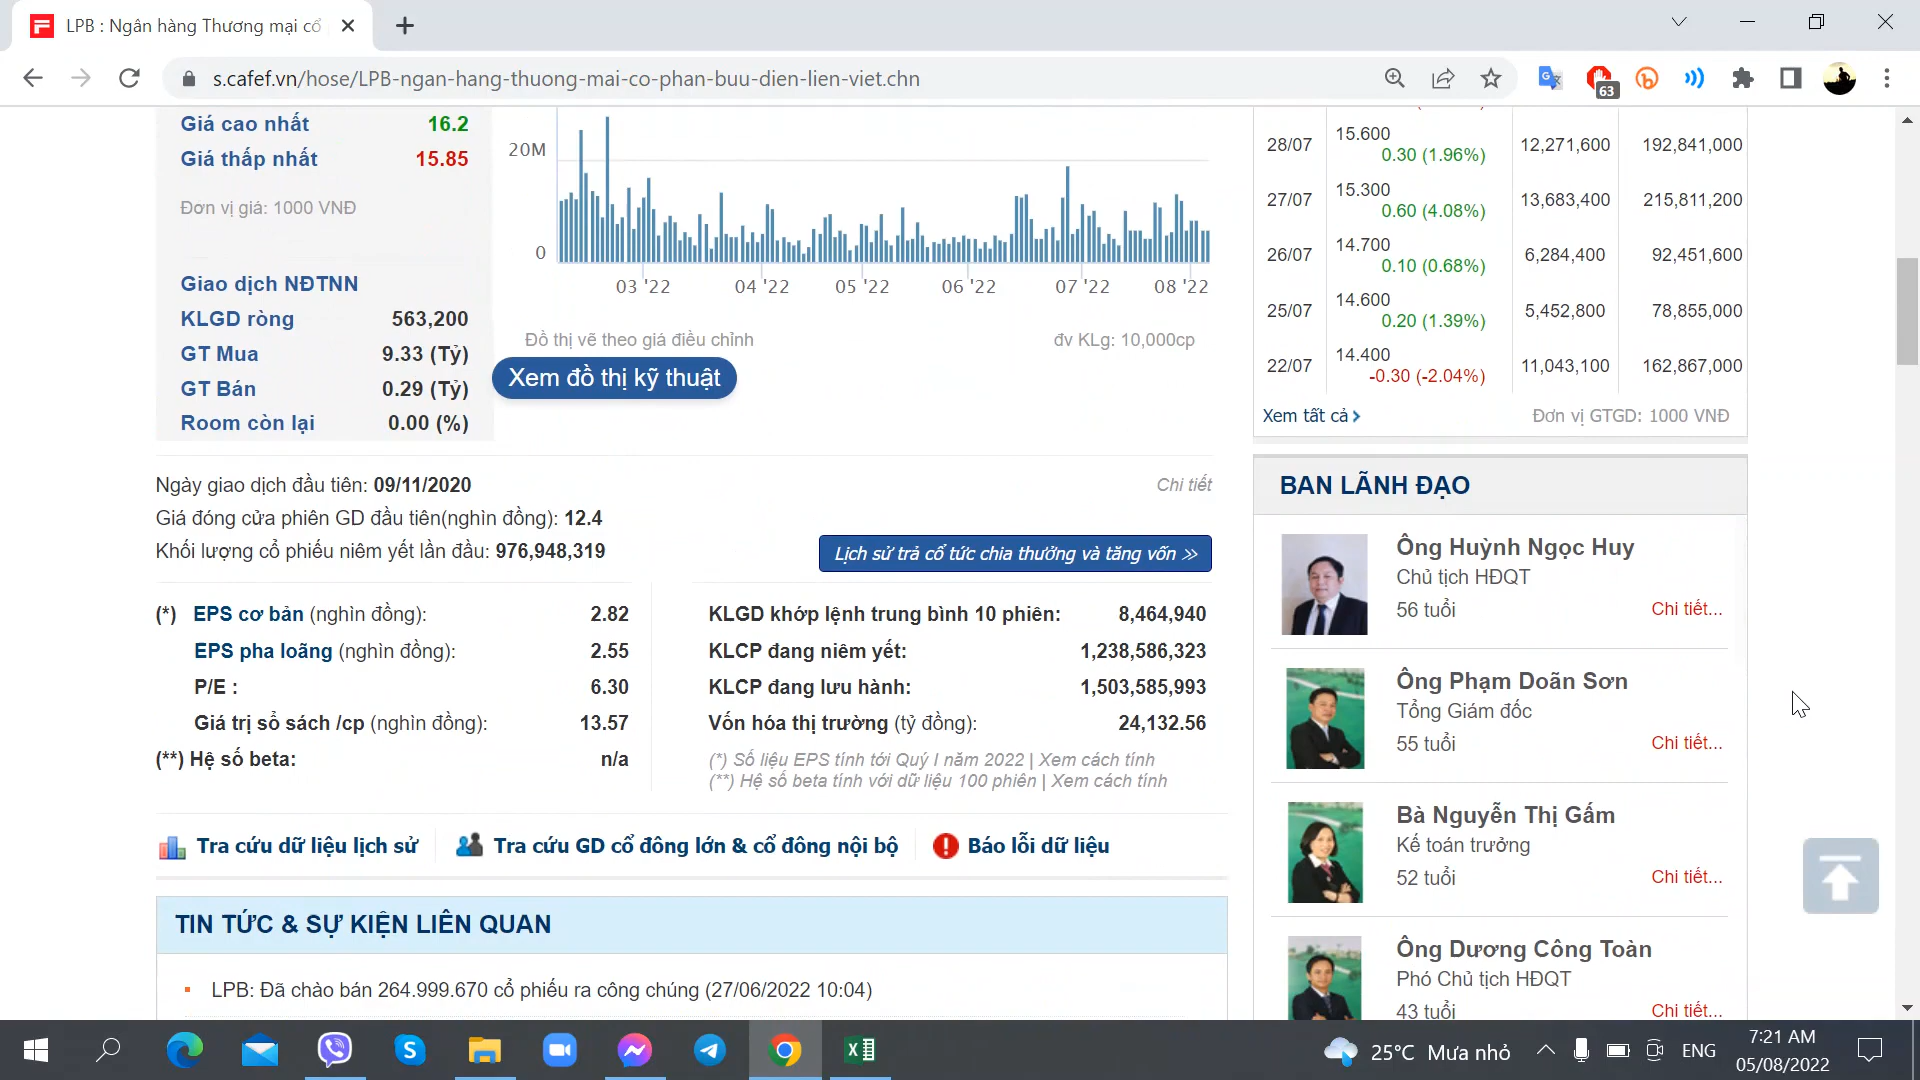 LPB : Ngân hàng Thương mại cổ
s.cafef.vn/hose/LPB-ngan-hang-thuong-mai-co-phan-buu-dien-lien-viet.chn
63
Giá cao nhất 16.2
Giá thấp nhất 15.85
Đơn vị giá: 1000 VNĐ
Giao dịch NĐTNN
KLGD ròng 563,200
GT Mua 9.33 (Tỷ)
GT Bán 0.29 (Tỷ)
Room còn lại 0.00 (%)
20M
0
03 '22 04 '22 05 '22 06 '22 07 '22 08 '22
Đồ thị vẽ theo giá điều chỉnh
đv KLg: 10,000cp
Xem đồ thị kỹ thuật
28/07 15.600 0.30 (1.96%) 12,271,600 192,841,000
27/07 15.300 0.60 (4.08%) 13,683,400 215,811,200
26/07 14.700 0.10 (0.68%) 6,284,400 92,451,600
25/07 14.600 0.20 (1.39%) 5,452,800 78,855,000
22/07 14.400 -0.30 (-2.04%) 11,043,100 162,867,000
Xem tất cả
Đơn vị GTGD: 1000 VNĐ
Ngày giao dịch đầu tiên: 09/11/2020
Chi tiết
Giá đóng cửa phiên GD đầu tiên(nghìn đồng): 12.4
Khối lượng cổ phiếu niêm yết lần đầu: 976,948,319
Lịch sử trả cổ tức chia thưởng và tăng vốn >>
(*) EPS cơ bản (nghìn đồng): 2.82
EPS pha loãng (nghìn đồng): 2.55
P/E : 6.30
Giá trị sổ sách /cp (nghìn đồng): 13.57
(**) Hệ số beta: n/a
KLGD khớp lệnh trung bình 10 phiên: 8,464,940
KLCP đang niêm yết: 1,238,586,323
KLCP đang lưu hành: 1,503,585,993
Vốn hóa thị trường (tỷ đồng): 24,132.56
(*) Số liệu EPS tính tới Quý I năm 2022 | Xem cách tính
(**) Hệ số beta tính với dữ liệu 100 phiên | Xem cách tính
Tra cứu dữ liệu lịch sử
Tra cứu GD cổ đông lớn & cổ đông nội bộ
Báo lỗi dữ liệu
TIN TỨC & SỰ KIỆN LIÊN QUAN
LPB: Đã chào bán 264.999.670 cổ phiếu ra công chúng (27/06/2022 10:04)
BAN LÃNH ĐẠO
Ông Huỳnh Ngọc Huy
Chủ tịch HĐQT
56 tuổi Chi tiết...
Ông Phạm Doãn Sơn
Tổng Giám đốc
55 tuổi Chi tiết...
Bà Nguyễn Thị Gấm
Kế toán trưởng
52 tuổi Chi tiết...
Ông Dương Công Toàn
Phó Chủ tịch HĐQT
43 tuổi Chi tiết...
25°C Mưa nhỏ
ENG
7:21 AM
05/08/2022